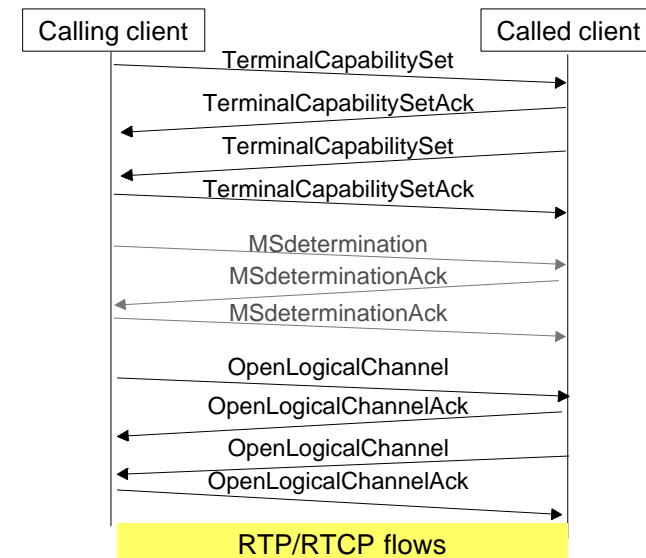 Calling client
Called client
TerminalCapabilitySet
TerminalCapabilitySetAck
TerminalCapabilitySet
TerminalCapabilitySetAck
MSdetermination
MSdeterminationAck
MSdeterminationAck
OpenLogicalChannel
OpenLogicalChannelAck
OpenLogicalChannel
OpenLogicalChannelAck
RTP/RTCP flows